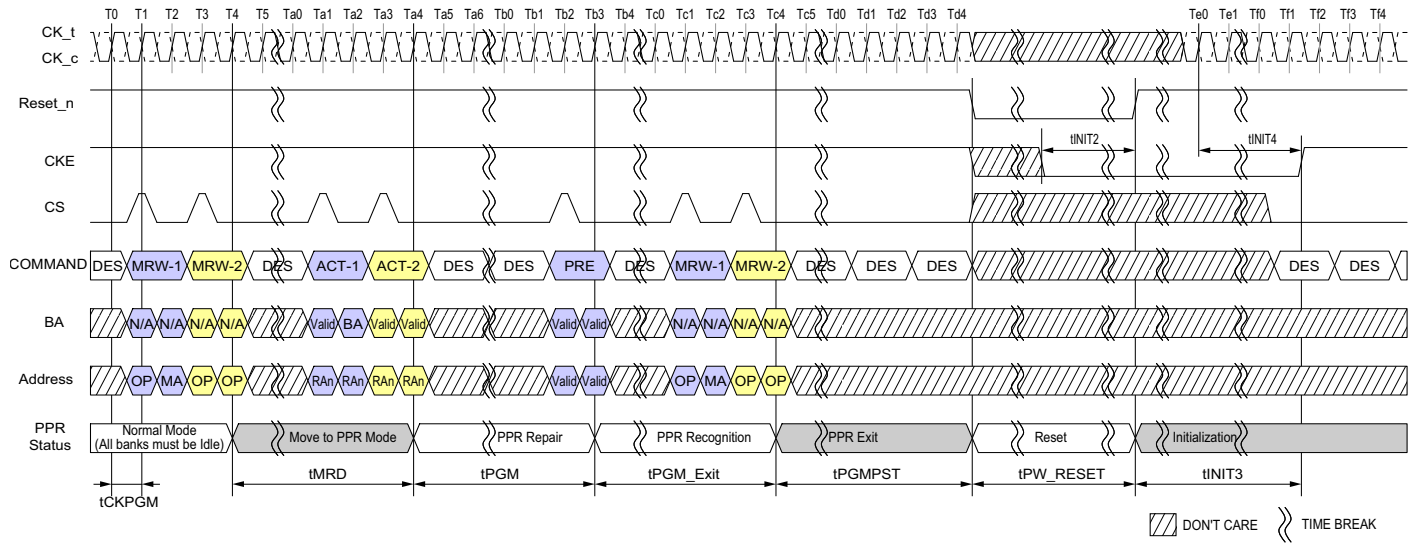 T0 T1 T2 T3 T4 T5 Ta0 Ta1 Ta2 Ta3 Ta4 Ta5 Ta6 Tb0 Tb1 Tb2 Tb3 Tb4 Tc0 Tc1 Tc2 Tc3 Tc4 Tc5 Td0 Td1 Td2 Td3 Td4 Te0 Te1 Tf0 Tf1 Tf2 Tf3 Tf4
CK_t
CK_c
Reset_n
CKE tINIT2 tINIT4
CS
COMMAND DES MRW-1 MRW-2 DES ACT-1 ACT-2 DES DES PRE DES MRW-1 MRW-2 DES DES DES DES DES
BA N/A N/A N/A N/A Valid BA Valid Valid Valid Valid N/A N/A N/A N/A
Address OP MA OP OP RAn RAn RAn RAn Valid Valid OP MA OP OP
PPR
Status
Normal Mode
(All banks must be Idle)
Move to PPR Mode PPR Repair PPR Recognition PPR Exit Reset Initialization
tMRD tPGM tPGM_Exit tPGMPST tPW_RESET tINIT3
tCKPGM
DON'T CARE TIME BREAK